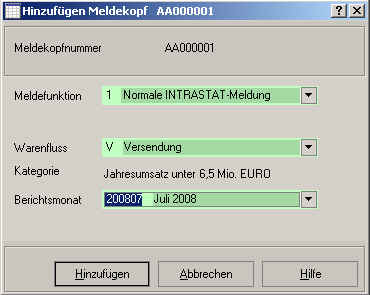 Hinzufügen Meldekopf AA000001
Meldekopfnummer AA000001
Meldefunktion 1 Normale INTRASTAT-Meldung
Warenfluss V Versendung
Kategorie Jahresumsatz unter 6,5 Mio. EURO
Berichtsmonat 200807 Juli 2008
Hinzufügen Abbrechen Hilfe